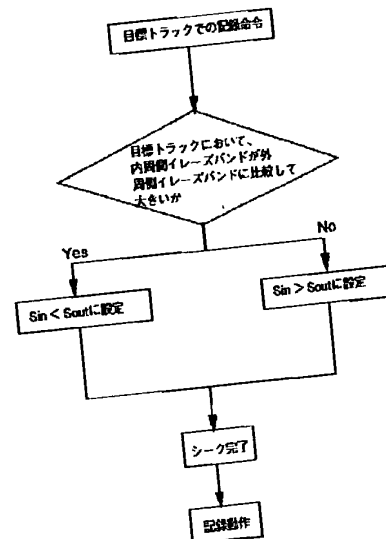 目標トラックでの記録命令
目標トラックにおいて、
内周側イレーズバンドが外
周側イレーズバンドに比較して
大きいか
Yes
No
Sin < Soutに設定
Sin > Soutに設定
シーク完了
記録動作